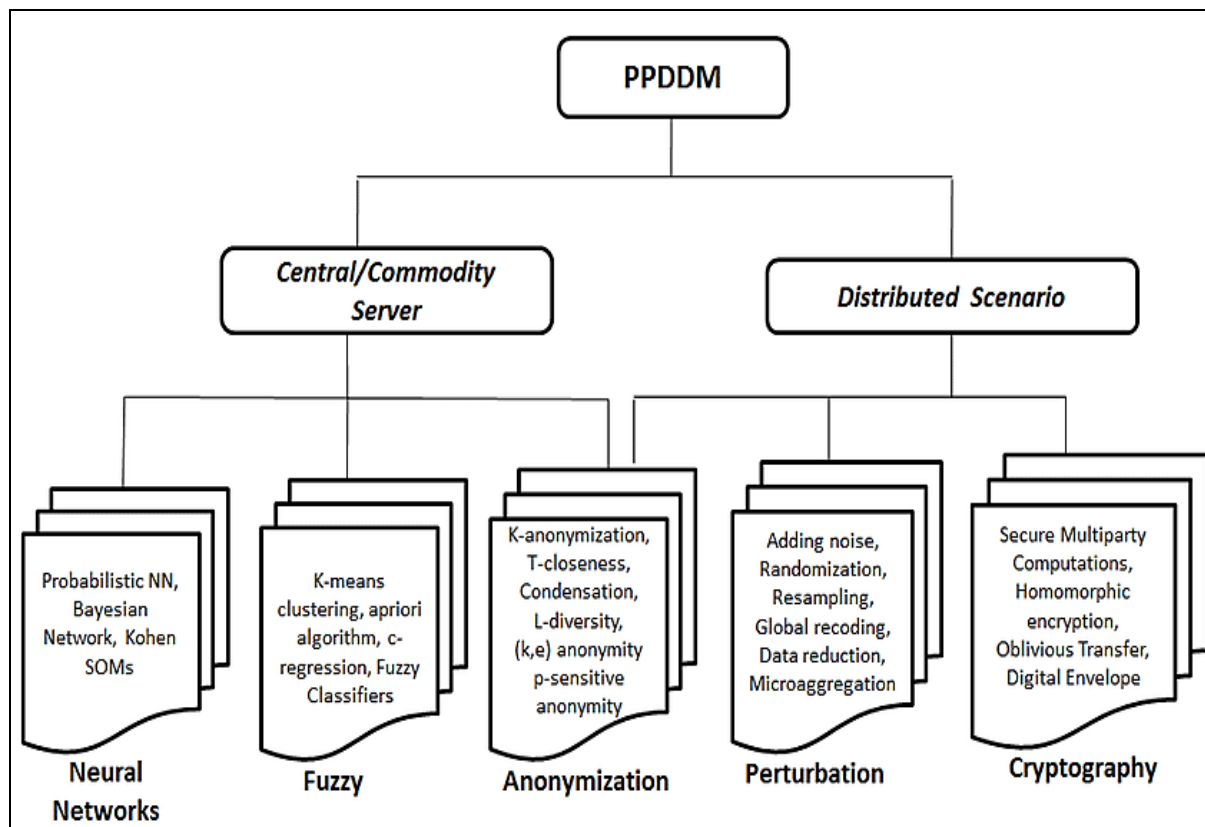 PPDDM
Central/Commodity
Server
Distributed Scenario
Probabilistic NN,
Bayesian
Network, Kohen
SOMs
Neural
Networks
K-means
clustering, apriori
algorithm, c-
regression, Fuzzy
Classifiers
Fuzzy
K-anonymization,
T-closeness,
Condensation,
L-diversity,
(k,e) anonymity
p-sensitive
anonymity
Anonymization
Adding noise,
Randomization,
Resampling,
Global recoding,
Data reduction,
Microaggregation
Perturbation
Secure Multiparty
Computations,
Homomorphic
encryption,
Oblivious Transfer,
Digital Envelope
Cryptography